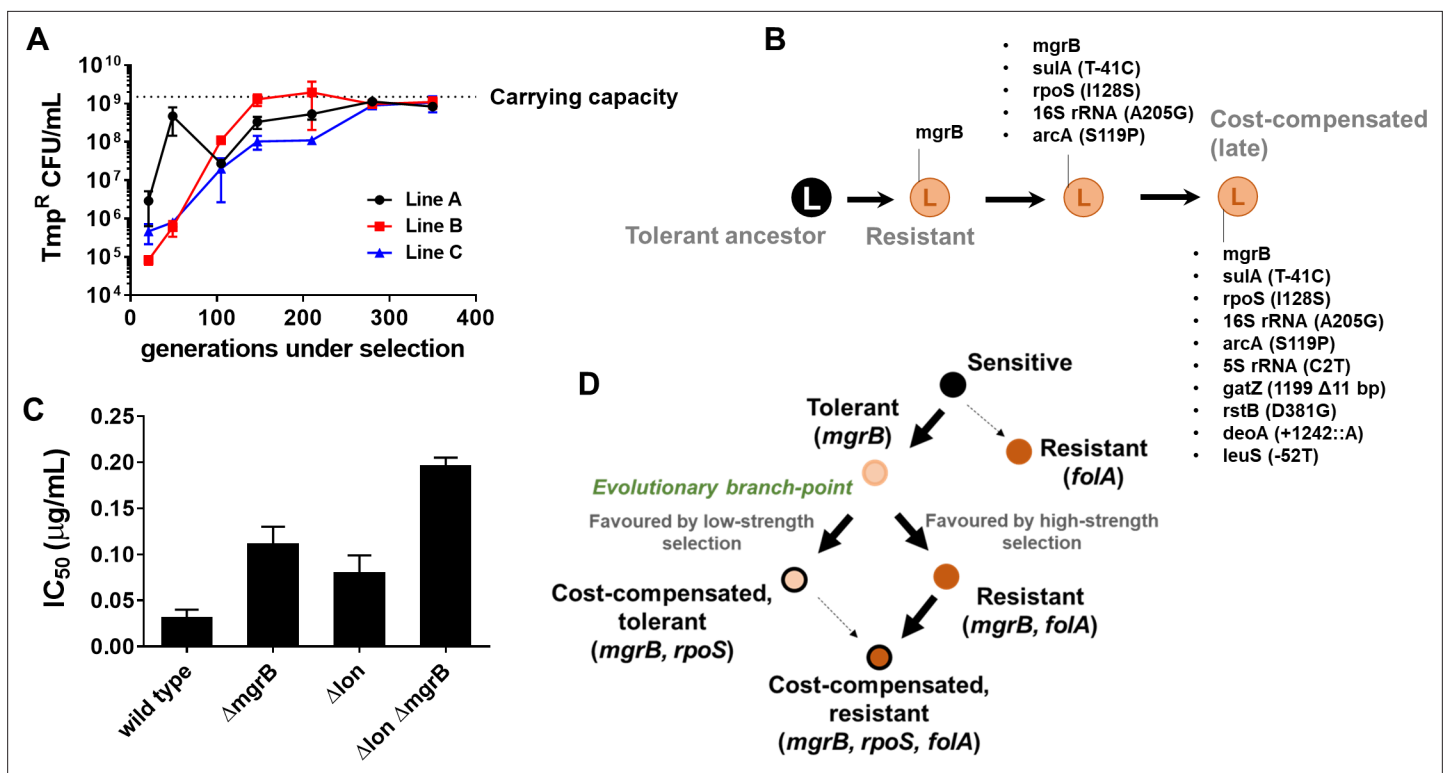 A
10^10
10^9
10^8
10^7
10^6
10^5
10^4
Tmp^R CFU/mL
Carrying capacity
Line A
Line B
Line C
0
100
200
300
400
generations under selection
B
• mgrB
• sulA (T-41C)
• rpoS (I128S)
• 16S rRNA (A205G)
• arcA (S119P)
mgrB
Cost-compensated
(late)
L
L
L
L
Tolerant ancestor
Resistant
• mgrB
• sulA (T-41C)
• rpoS (I128S)
• 16S rRNA (A205G)
• arcA (S119P)
• 5S rRNA (C2T)
• gatZ (1199 Δ11 bp)
• rstB (D381G)
• deoA (+1242::A)
• leuS (-52T)
C
0.25
0.20
0.15
0.10
0.05
0.00
IC50 (μg/mL)
wild type
ΔmgrB
Δlon
Δlon ΔmgrB
D
Sensitive
Tolerant
(mgrB)
Resistant
(folA)
Evolutionary branch-point
Favoured by low-strength
selection
Favoured by high-strength
selection
Cost-compensated,
tolerant
(mgrB, rpoS)
Resistant
(mgrB, folA)
Cost-compensated,
resistant
(mgrB, rpoS, folA)